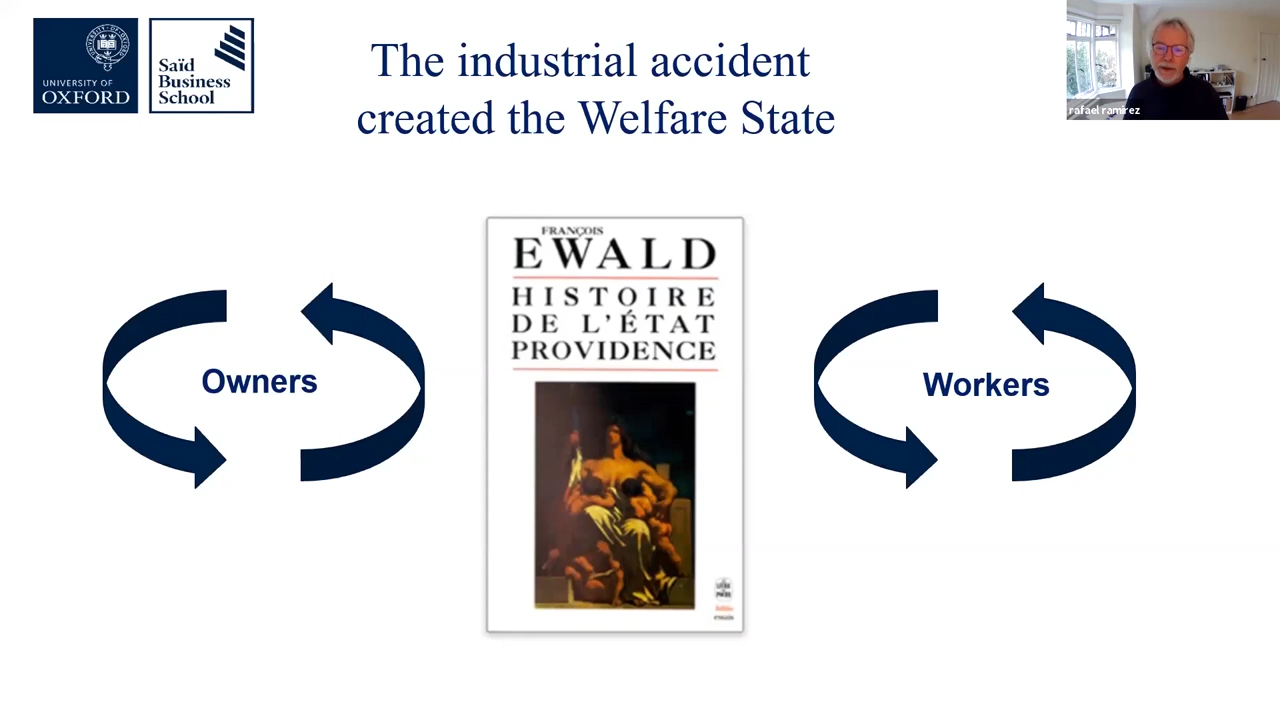 UNIVERSITY OF
OXFORD
Saïd
Business
School
The industrial accident
created the Welfare State
rafael ramirez
FRANÇOIS
EWALD
HISTOIRE
DE L'ÉTAT
PROVIDENCE
Owners
Workers